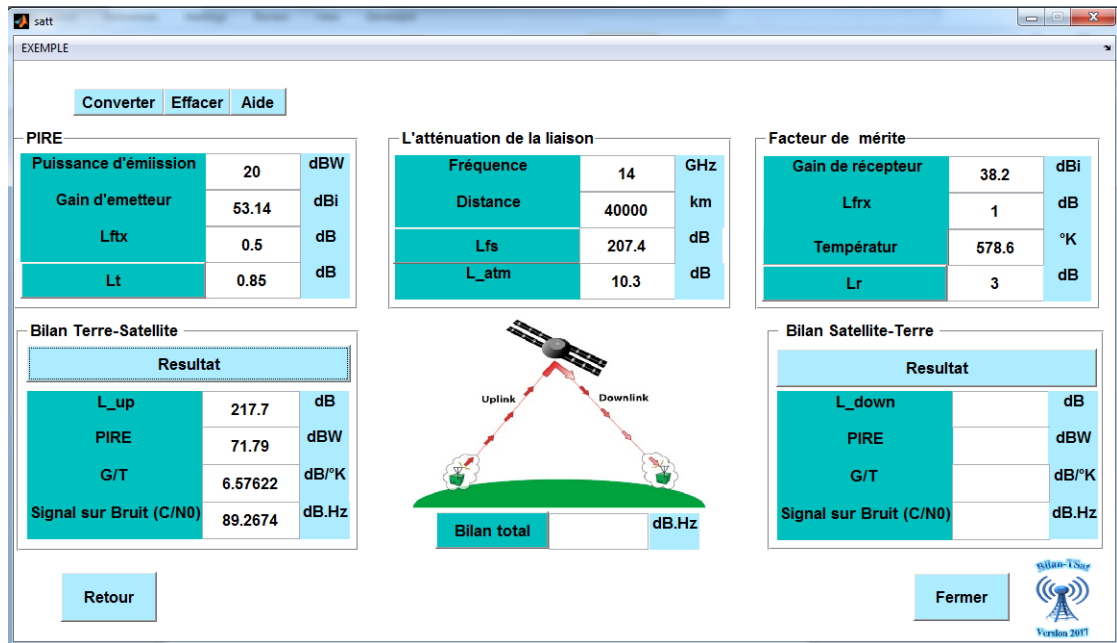 satt
EXEMPLE
Converter Effacer Aide
PIRE
Puissance d'émiission 20 dBW
Gain d'emetteur 53.14 dBi
Lftx 0.5 dB
Lt 0.85 dB
L'atténuation de la liaison
Fréquence 14 GHz
Distance 40000 km
Lfs 207.4 dB
L_atm 10.3 dB
Facteur de mérite
Gain de récepteur 38.2 dBi
Lfrx 1 dB
Températur 578.6 °K
Lr 3 dB
Bilan Terre-Satellite
Resultat
L_up 217.7 dB
PIRE 71.79 dBW
G/T 6.57622 dB/°K
Signal sur Bruit (C/N0) 89.2674 dB.Hz
Uplink Downlink
Bilan total dB.Hz
Bilan Satellite-Terre
Resultat
L_down dB
PIRE dBW
G/T dB/°K
Signal sur Bruit (C/N0) dB.Hz
Retour
Fermer
Bilan-TSat
Version 2017